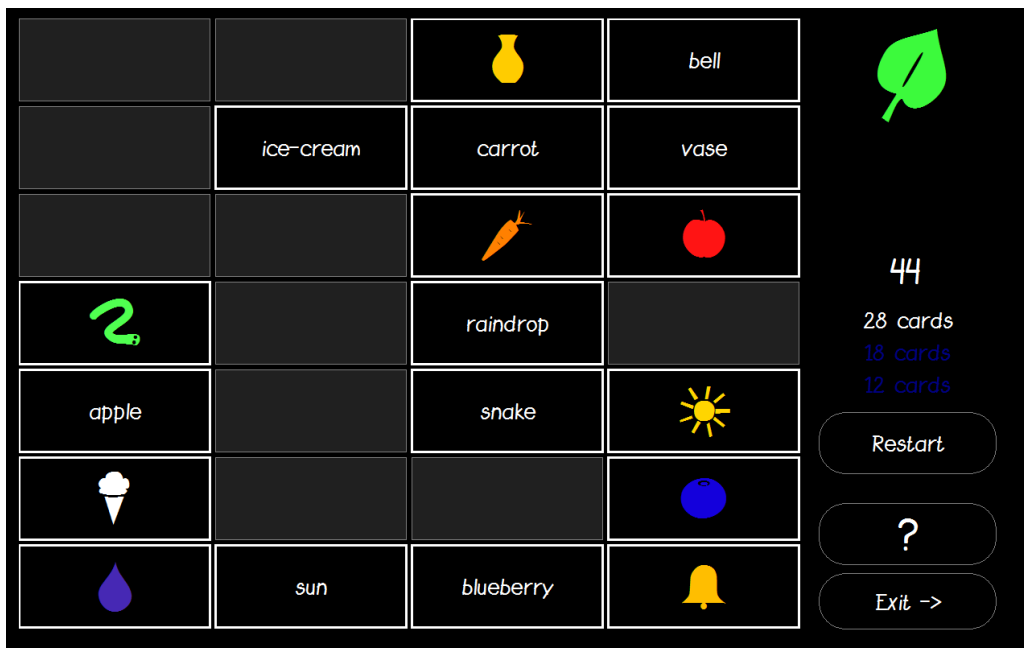 bell
ice-cream
carrot
vase
raindrop
apple
snake
sun
blueberry
44
28 cards
18 cards
12 cards
Restart
?
Exit ->